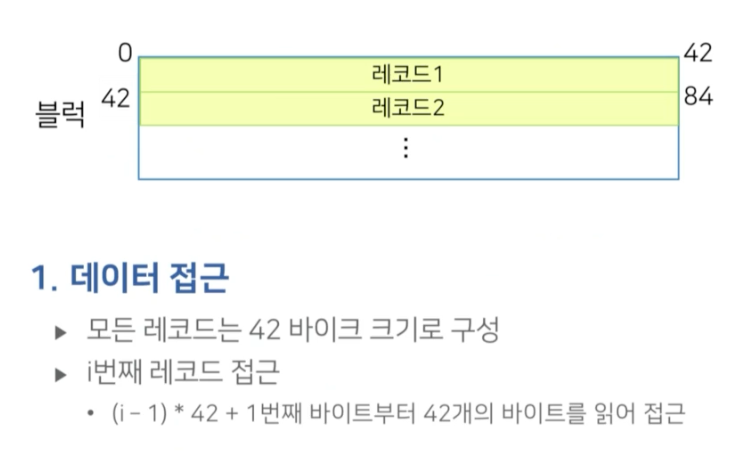 0 레코드1 42
블럭 42 레코드2 84
⋮
1. 데이터 접근
▶ 모든 레코드는 42 바이크 크기로 구성
▶ i번째 레코드 접근
• (i – 1) * 42 + 1번째 바이트부터 42개의 바이트를 읽어 접근